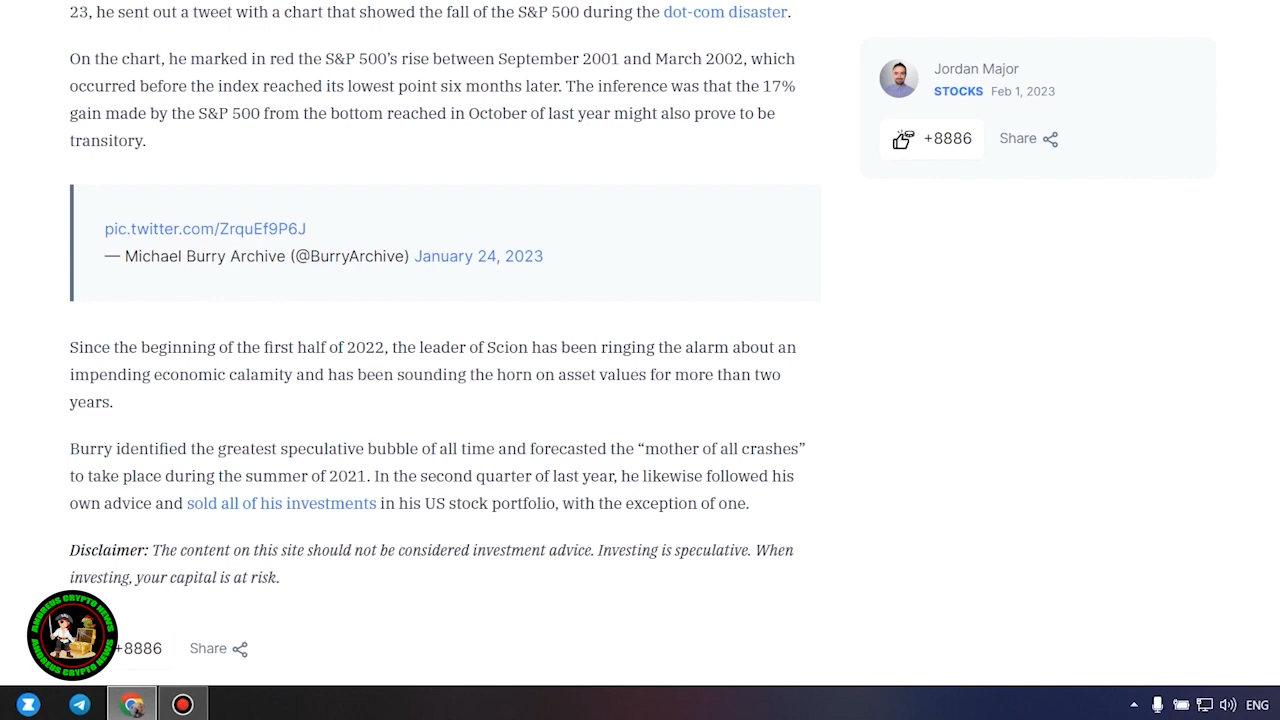 23, he sent out a tweet with a chart that showed the fall of the S&P 500 during the dot-com disaster.
On the chart, he marked in red the S&P 500’s rise between September 2001 and March 2002, which
occurred before the index reached its lowest point six months later. The inference was that the 17%
gain made by the S&P 500 from the bottom reached in October of last year might also prove to be
transitory.
pic.twitter.com/ZrquEf9P6J
— Michael Burry Archive (@BurryArchive) January 24, 2023
Since the beginning of the first half of 2022, the leader of Scion has been ringing the alarm about an
impending economic calamity and has been sounding the horn on asset values for more than two
years.
Burry identified the greatest speculative bubble of all time and forecasted the “mother of all crashes”
to take place during the summer of 2021. In the second quarter of last year, he likewise followed his
own advice and sold all of his investments in his US stock portfolio, with the exception of one.
Disclaimer: The content on this site should not be considered investment advice. Investing is speculative. When
investing, your capital is at risk.
+8886 Share
Jordan Major
STOCKS Feb 1, 2023
+8886 Share
ANDREUS CRYPTO NEWS
ANDREUS CRYPTO NEWS
ENG